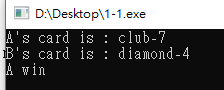 D:\Desktop\1-1.exe
A's card is : club-7
B's card is : diamond-4
A win